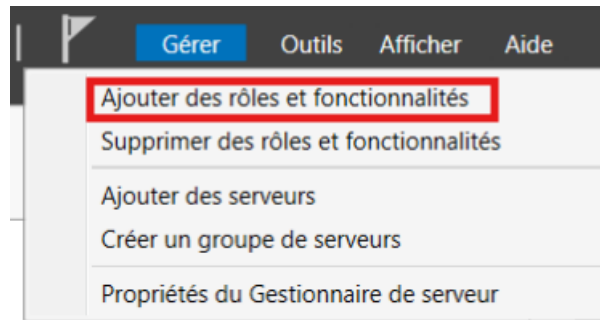 Gérer Outils Afficher Aide
Ajouter des rôles et fonctionnalités
Supprimer des rôles et fonctionnalités
Ajouter des serveurs
Créer un groupe de serveurs
Propriétés du Gestionnaire de serveur